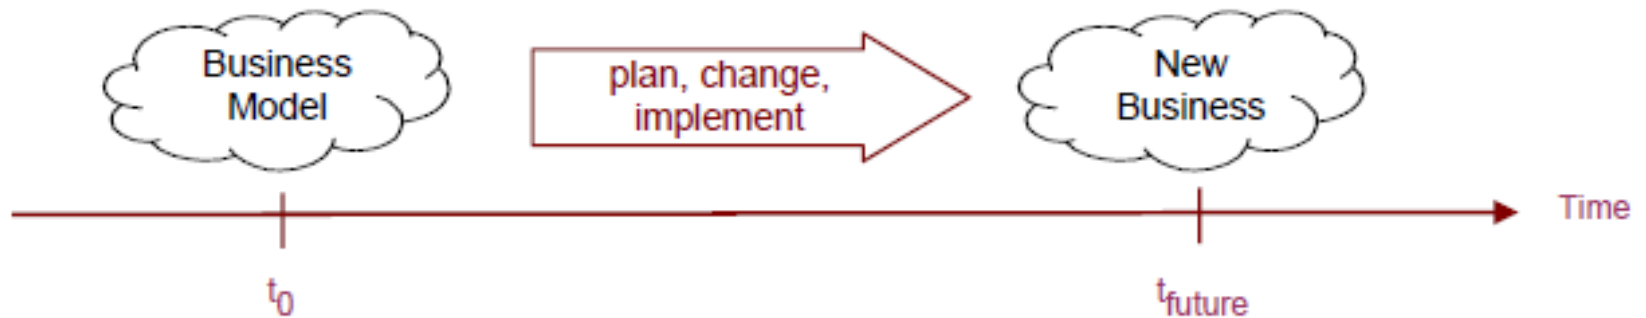 Business
Model
plan, change,
implement
New
Business
Time
t0
tfuture